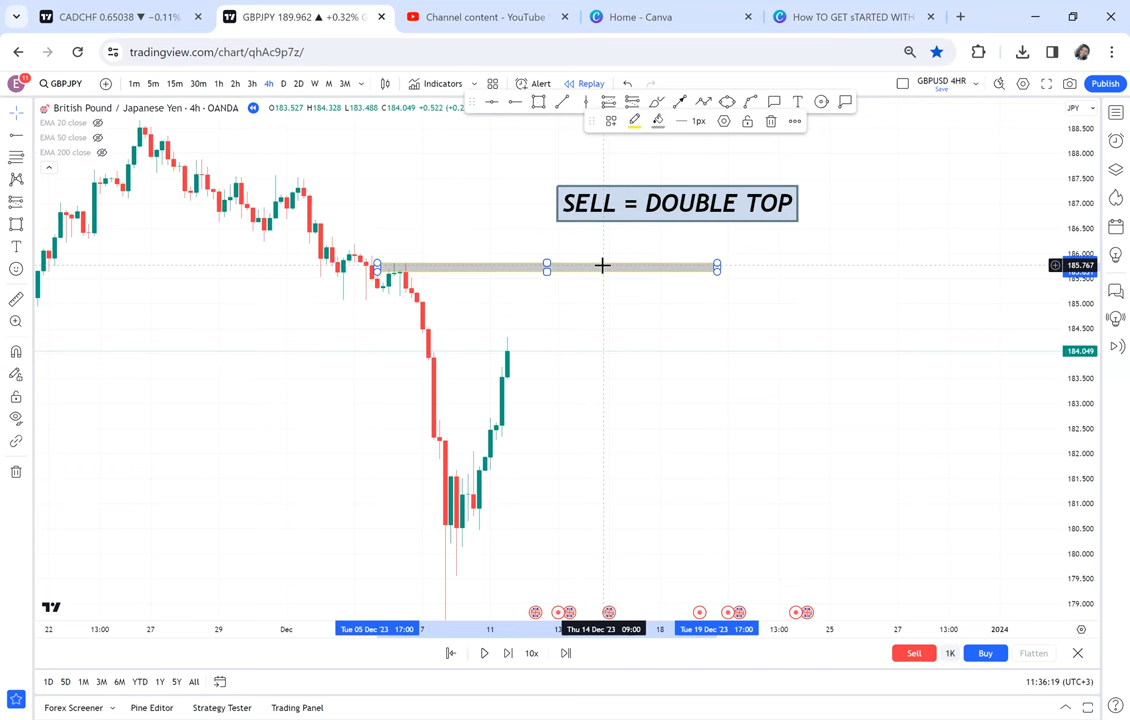 CADCHF 0.65038 ▼ −0.11%
GBPJPY 189.962 ▲ +0.32% G
Channel content - YouTube
Home - Canva
How TO GET sTARTED WITH
tradingview.com/chart/qhAc9p7z/
E
11
GBPJPY
1m 5m 15m 30m 1h 2h 3h 4h D 2D W M 3M
Indicators
Alert
Replay
GBPUSD 4HR
Save
Publish
British Pound / Japanese Yen · 4h · OANDA
O183.527 H184.328 L183.488 C184.049 +0.522 (+0.2
JPY
EMA 20 close
EMA 50 close
EMA 200 close
1px
SELL = DOUBLE TOP
188.500
188.000
187.500
187.000
186.500
186.000
185.767
185.500
185.000
184.500
184.049
183.500
183.000
182.500
182.000
181.500
181.000
180.500
180.000
179.500
179.000
22 13:00 27 29 Dec Tue 05 Dec '23 17:00 7 11 13 Thu 14 Dec '23 09:00 18 Tue 19 Dec '23 17:00 13:00 25 27 13:00 2024
10x
Sell 1K Buy Flatten
1D 5D 1M 3M 6M YTD 1Y 5Y All
11:36:19 (UTC+3)
Forex Screener Pine Editor Strategy Tester Trading Panel